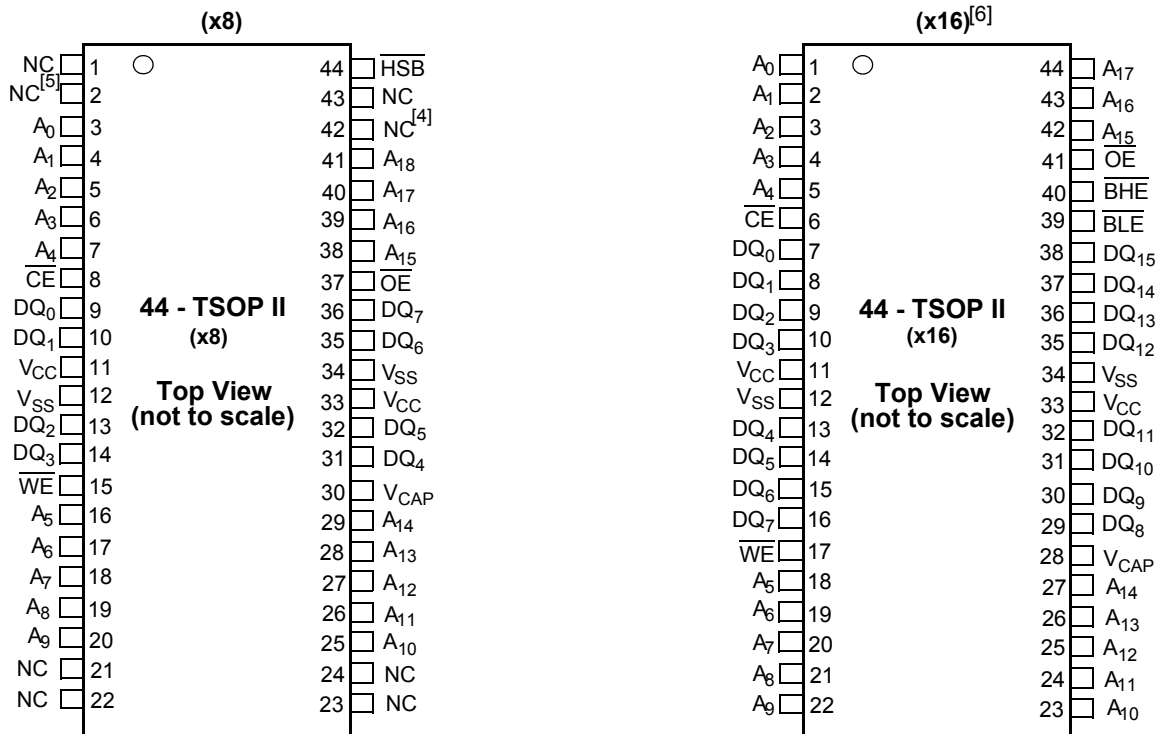 (x8)
NC 1 44 H̅S̅B̅
NC[5] 2 43 NC
A0 3 42 NC[4]
A1 4 41 A18
A2 5 40 A17
A3 6 39 A16
A4 7 38 A15
C̅E̅ 8 37 O̅E̅
DQ0 9 36 DQ7
DQ1 10 35 DQ6
VCC 11 34 VSS
VSS 12 33 VCC
DQ2 13 32 DQ5
DQ3 14 31 DQ4
W̅E̅ 15 30 VCAP
A5 16 29 A14
A6 17 28 A13
A7 18 27 A12
A8 19 26 A11
A9 20 25 A10
NC 21 24 NC
NC 22 23 NC
44 - TSOP II
(x8)
Top View
(not to scale)
(x16)[6]
A0 1 44 A17
A1 2 43 A16
A2 3 42 A15
A3 4 41 O̅E̅
A4 5 40 B̅H̅E̅
C̅E̅ 6 39 B̅L̅E̅
DQ0 7 38 DQ15
DQ1 8 37 DQ14
DQ2 9 36 DQ13
DQ3 10 35 DQ12
VCC 11 34 VSS
VSS 12 33 VCC
DQ4 13 32 DQ11
DQ5 14 31 DQ10
DQ6 15 30 DQ9
DQ7 16 29 DQ8
W̅E̅ 17 28 VCAP
A5 18 27 A14
A6 19 26 A13
A7 20 25 A12
A8 21 24 A11
A9 22 23 A10
44 - TSOP II
(x16)
Top View
(not to scale)